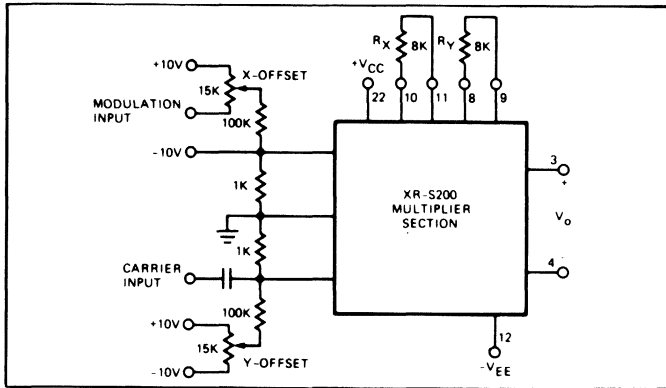 R_X 8K
R_Y 8K
+V_CC
22 10 11 8 9
+10V
X-OFFSET
15K
MODULATION
INPUT
100K
-10V
1K
XR-S200
MULTIPLIER
SECTION
3
+
V_o
4
1K
CARRIER
INPUT
100K
+10V
15K
Y-OFFSET
-10V
12
-V_EE